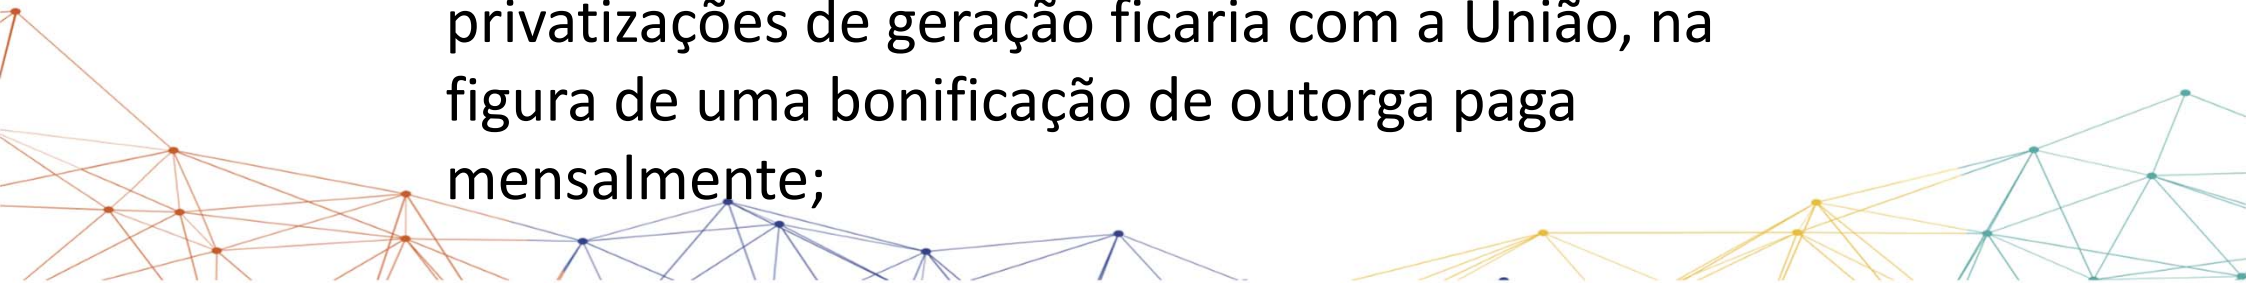 privatizações de geração ficaria com a União, na
figura de uma bonificação de outorga paga
mensalmente;